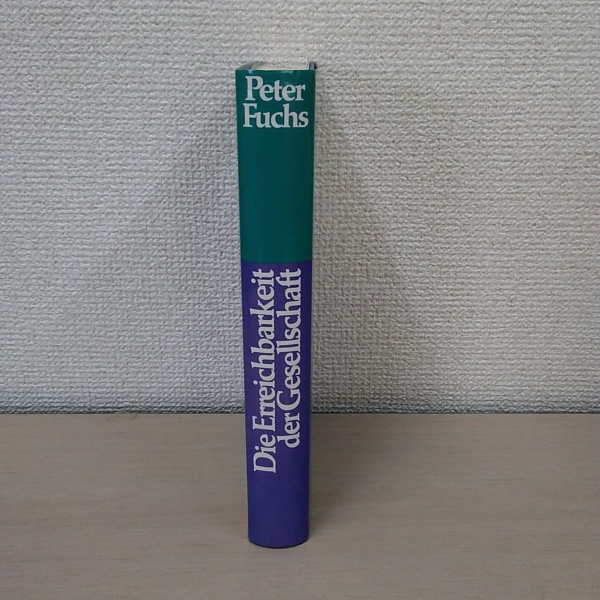 Peter
Fuchs
Die Erreichbarkeit
der Gesellschaft